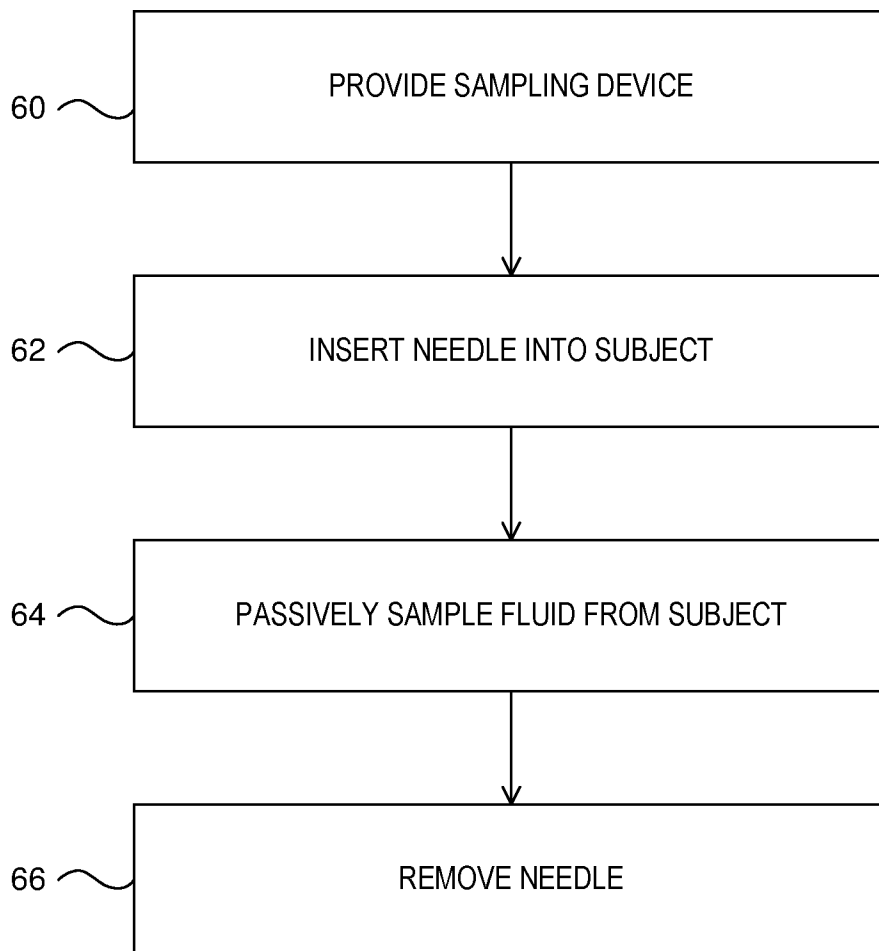 PROVIDE SAMPLING DEVICE
60
INSERT NEEDLE INTO SUBJECT
62
PASSIVELY SAMPLE FLUID FROM SUBJECT
64
REMOVE NEEDLE
66